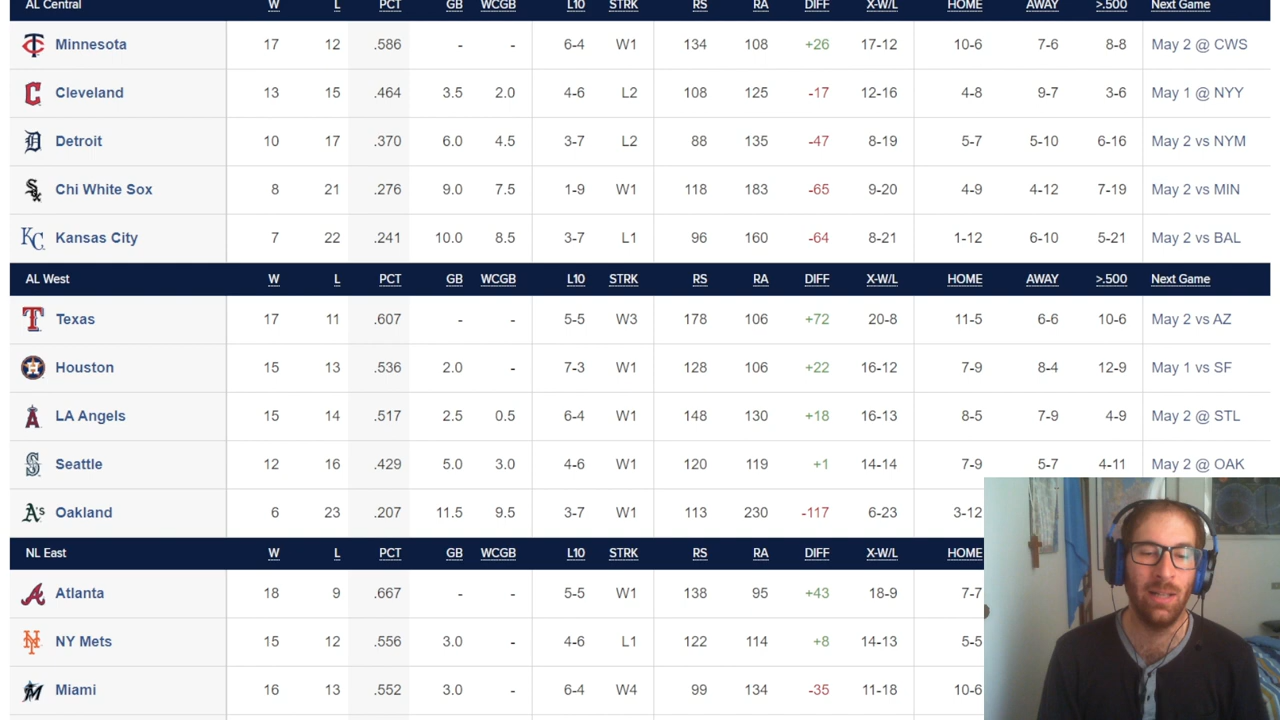 AL Central W L PCT GB WCGB L10 STRK RS RA DIFF X-W/L HOME AWAY >.500 Next Game
Minnesota 17 12 .586 - - 6-4 W1 134 108 +26 17-12 10-6 7-6 8-8 May 2 @ CWS
Cleveland 13 15 .464 3.5 2.0 4-6 L2 108 125 -17 12-16 4-8 9-7 3-6 May 1 @ NYY
Detroit 10 17 .370 6.0 4.5 3-7 L2 88 135 -47 8-19 5-7 5-10 6-16 May 2 vs NYM
Chi White Sox 8 21 .276 9.0 7.5 1-9 W1 118 183 -65 9-20 4-9 4-12 7-19 May 2 vs MIN
Kansas City 7 22 .241 10.0 8.5 3-7 L1 96 160 -64 8-21 1-12 6-10 5-21 May 2 vs BAL
AL West W L PCT GB WCGB L10 STRK RS RA DIFF X-W/L HOME AWAY >.500 Next Game
Texas 17 11 .607 - - 5-5 W3 178 106 +72 20-8 11-5 6-6 10-6 May 2 vs AZ
Houston 15 13 .536 2.0 - 7-3 W1 128 106 +22 16-12 7-9 8-4 12-9 May 1 vs SF
LA Angels 15 14 .517 2.5 0.5 6-4 W1 148 130 +18 16-13 8-5 7-9 4-9 May 2 @ STL
Seattle 12 16 .429 5.0 3.0 4-6 W1 120 119 +1 14-14 7-9 5-7 4-11 May 2 @ OAK
Oakland 6 23 .207 11.5 9.5 3-7 W1 113 230 -117 6-23 3-12
NL East W L PCT GB WCGB L10 STRK RS RA DIFF X-W/L HOME
Atlanta 18 9 .667 - - 5-5 W1 138 95 +43 18-9 7-7
NY Mets 15 12 .556 3.0 - 4-6 L1 122 114 +8 14-13 5-5
Miami 16 13 .552 3.0 - 6-4 W4 99 134 -35 11-18 10-6